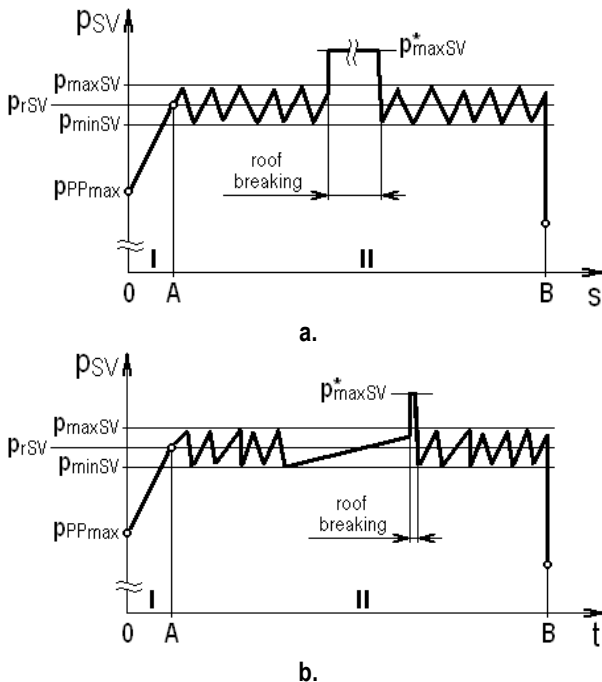 pSV
p*maxSV
pmaxSV
prSV
pminSV
roof
breaking
pPPmax
I
II
0
A
B
s
a.
pSV
p*maxSV
pmaxSV
prSV
pminSV
roof
breaking
pPPmax
I
II
0
A
B
t
b.